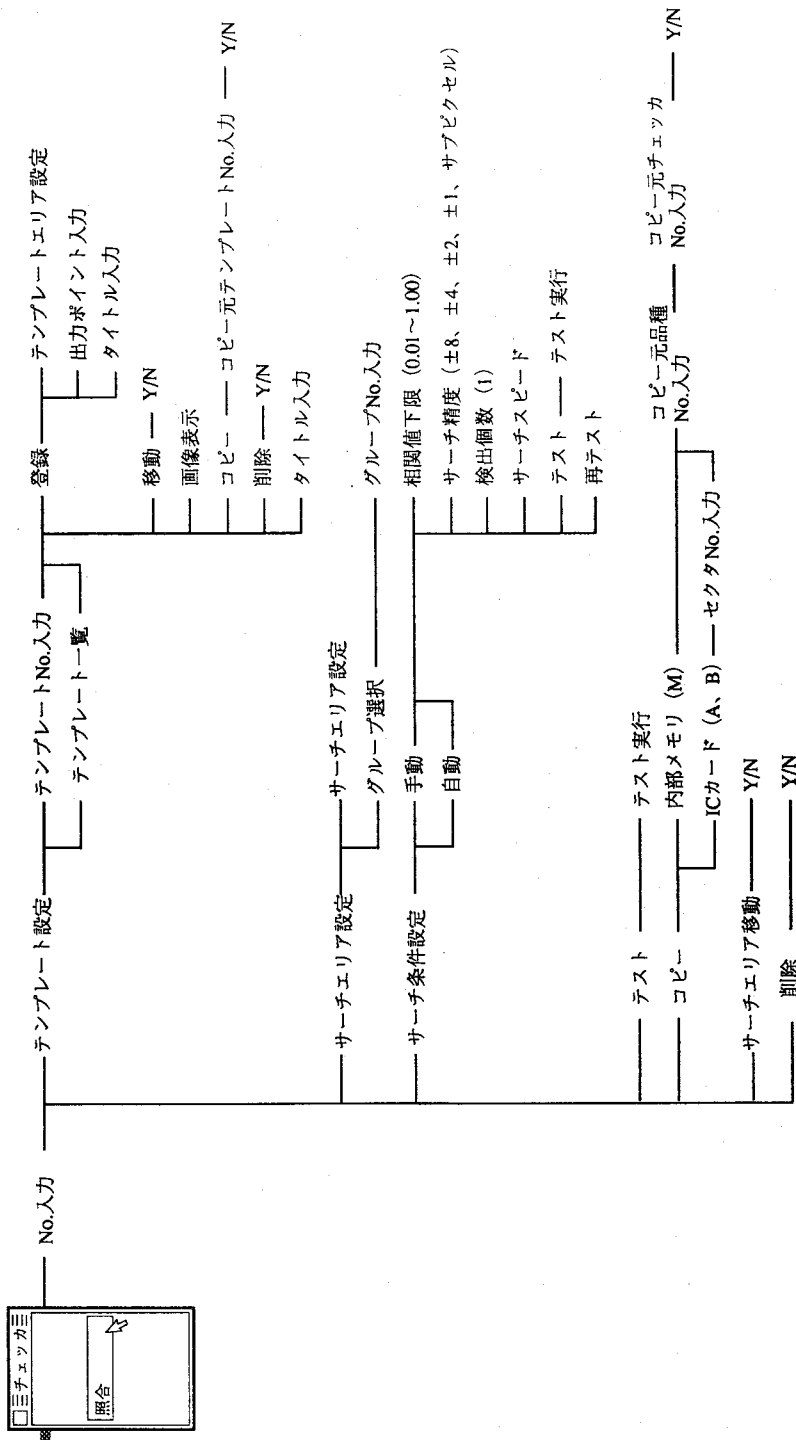 チェッカ
照合
No.入力
テンプレート設定
テンプレートNo.入力
テンプレート一覧
登録
テンプレートエリア設定
出力ポイント入力
タイトル入力
移動 Y/N
画像表示
コピー コピー元テンプレートNo.入力 Y/N
削除 Y/N
タイトル入力
サーチエリア設定
サーチエリア設定
グループ選択 グループNo.入力
サーチ条件設定
手動
自動
相関値下限 (0.01~1.00)
サーチ精度 (±8、±4、±2、±1、サブピクセル)
検出個数 (1)
サーチスピード
テスト テスト実行
再テスト
テスト テスト実行
コピー
内部メモリ (M)
ICカード (A、B) セクタNo.入力
コピー元品種
No.入力
コピー元チェッカ
No.入力
Y/N
サーチエリア移動 Y/N
削除 Y/N